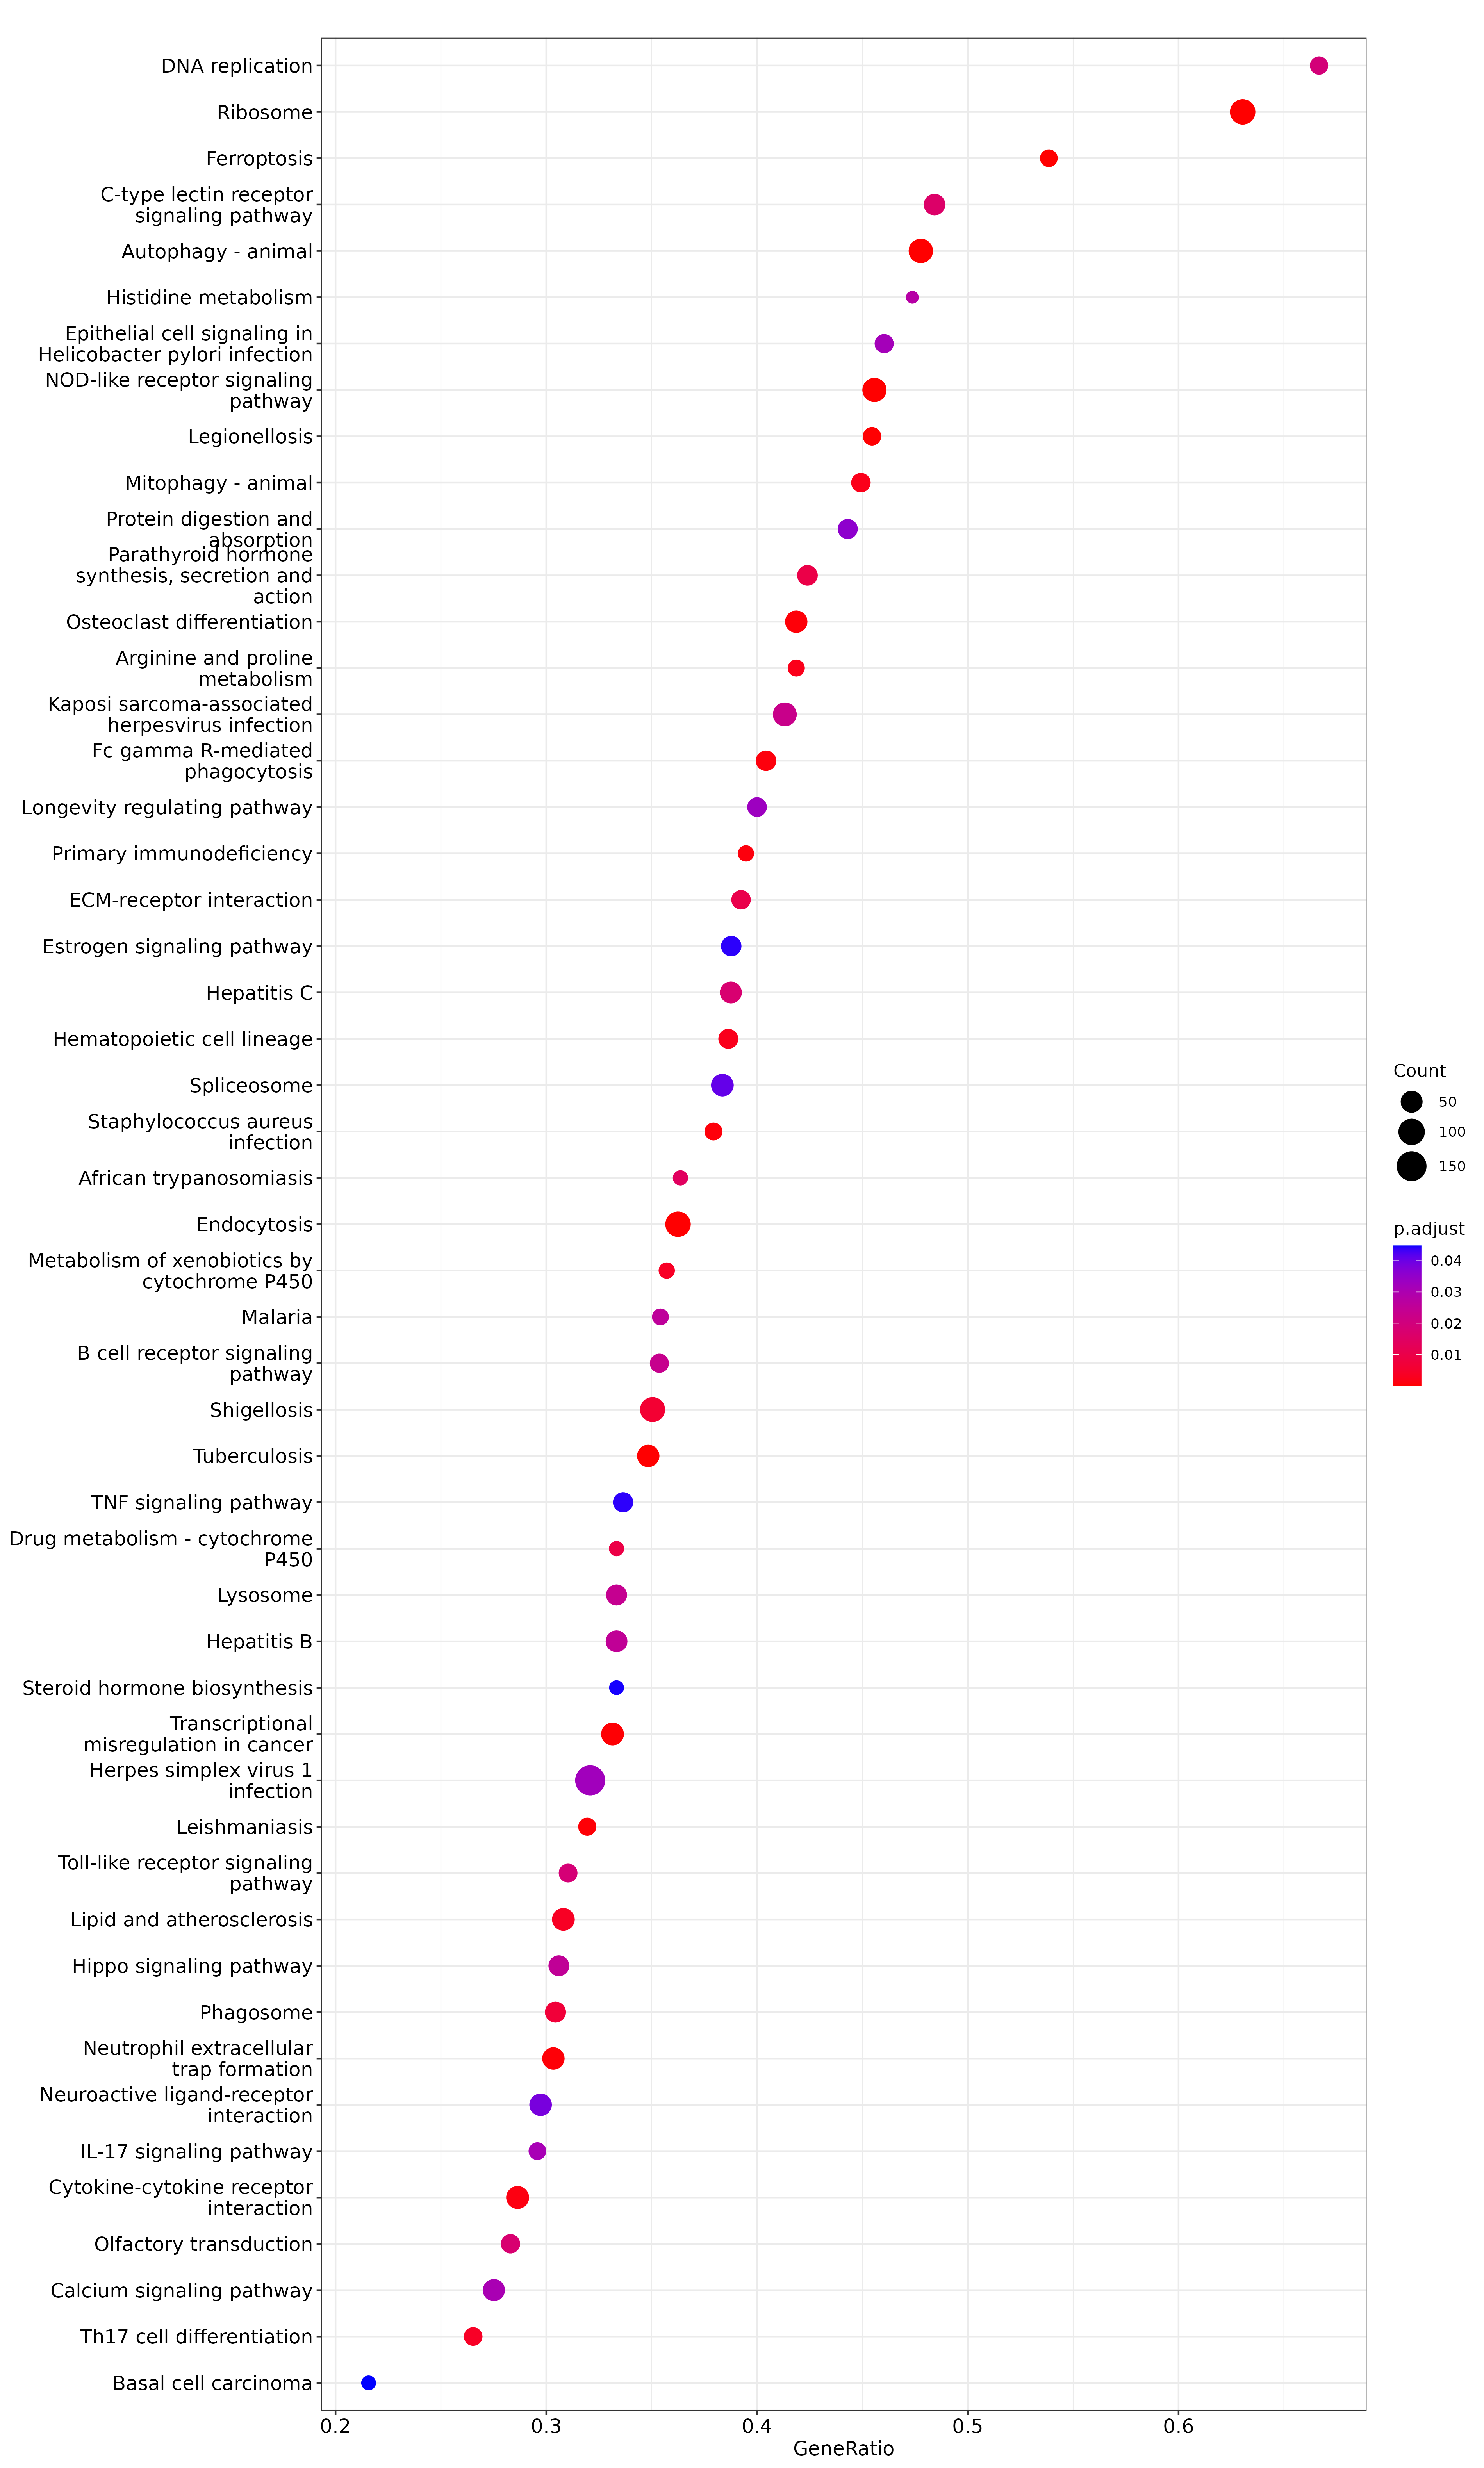 DNA replication
Ribosome
Ferroptosis
C-type lectin receptor
signaling pathway
Autophagy - animal
Histidine metabolism
Epithelial cell signaling in
Helicobacter pylori infection
NOD-like receptor signaling
pathway
Legionellosis
Mitophagy - animal
Protein digestion and
absorption
Parathyroid hormone
synthesis, secretion and
action
Osteoclast differentiation
Arginine and proline
metabolism
Kaposi sarcoma-associated
herpesvirus infection
Fc gamma R-mediated
phagocytosis
Longevity regulating pathway
Primary immunodeficiency
ECM-receptor interaction
Estrogen signaling pathway
Hepatitis C
Hematopoietic cell lineage
Spliceosome
Staphylococcus aureus
infection
African trypanosomiasis
Endocytosis
Metabolism of xenobiotics by
cytochrome P450
Malaria
B cell receptor signaling
pathway
Shigellosis
Tuberculosis
TNF signaling pathway
Drug metabolism - cytochrome
P450
Lysosome
Hepatitis B
Steroid hormone biosynthesis
Transcriptional
misregulation in cancer
Herpes simplex virus 1
infection
Leishmaniasis
Toll-like receptor signaling
pathway
Lipid and atherosclerosis
Hippo signaling pathway
Phagosome
Neutrophil extracellular
trap formation
Neuroactive ligand-receptor
interaction
IL-17 signaling pathway
Cytokine-cytokine receptor
interaction
Olfactory transduction
Calcium signaling pathway
Th17 cell differentiation
Basal cell carcinoma
0.2 0.3 0.4 0.5 0.6
GeneRatio
Count
50
100
150
p.adjust
0.04
0.03
0.02
0.01